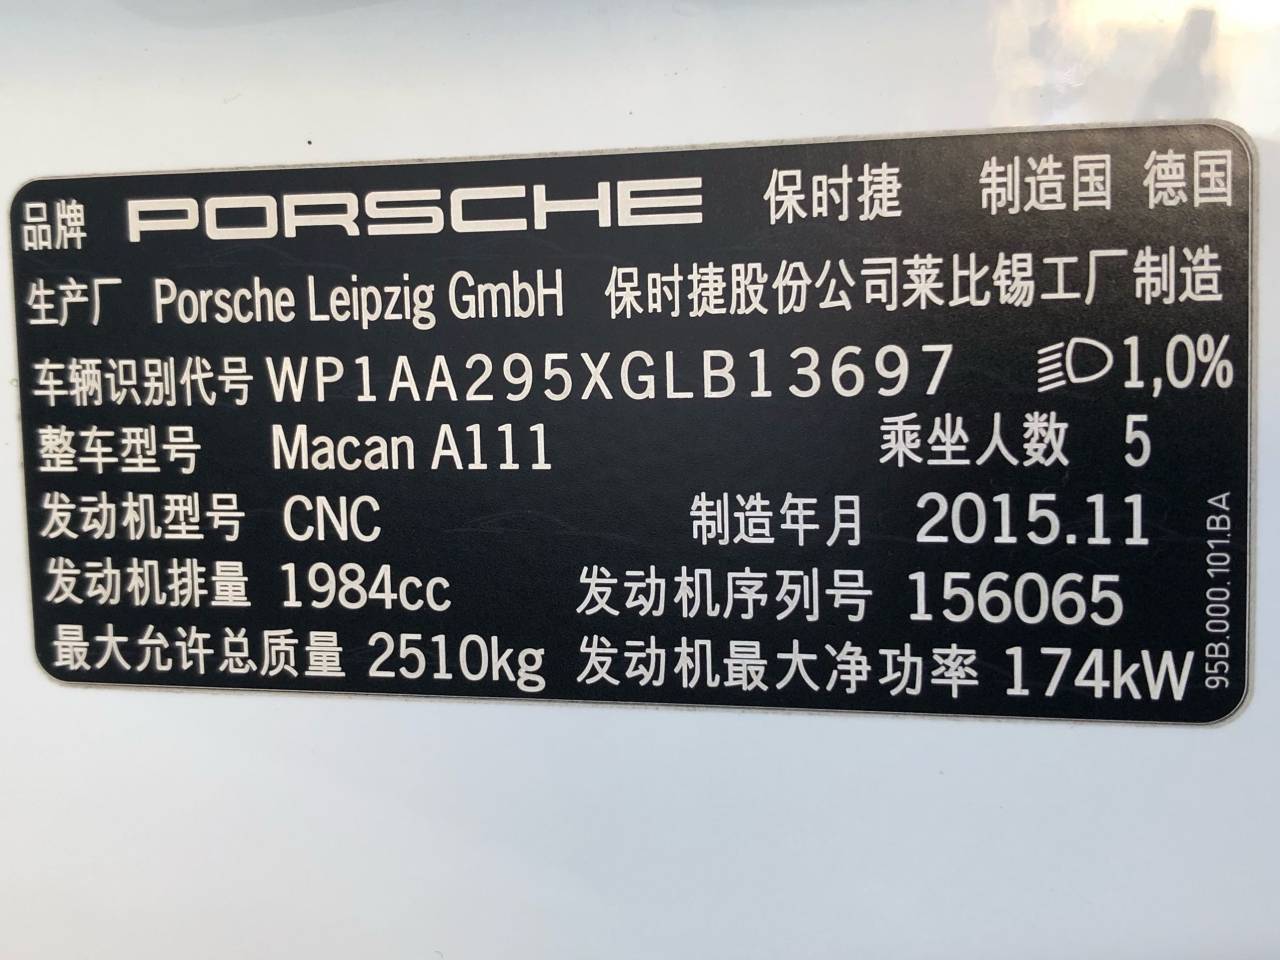 品牌 PORSCHE 保时捷 制造国 德国
生产厂 Porsche Leipzig GmbH 保时捷股份公司莱比锡工厂制造
车辆识别代号 WP1AA295XGLB13697 1,0%
整车型号 Macan A111 乘坐人数 5
发动机型号 CNC 制造年月 2015.11
发动机排量 1984cc 发动机序列号 156065
最大允许总质量 2510kg 发动机最大净功率 174kW
95B.000.101.BA